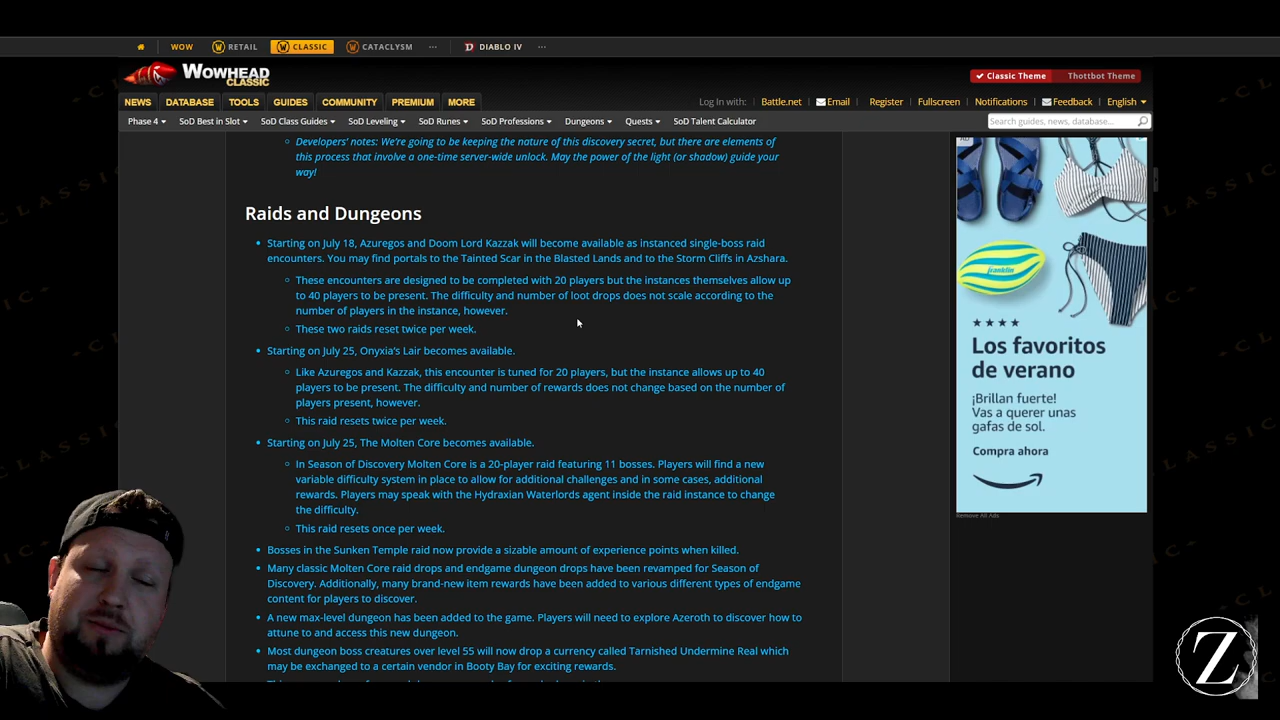 WOW
RETAIL
CLASSIC
CATACLYSM
DIABLO IV
WOWHEAD
CLASSIC
Classic Theme
Thottbot Theme
NEWS
DATABASE
TOOLS
GUIDES
COMMUNITY
PREMIUM
MORE
Log In with:
Battle.net
Email
Register
Fullscreen
Notifications
Feedback
English
Phase 4
SoD Best in Slot
SoD Class Guides
SoD Leveling
SoD Runes
SoD Professions
Dungeons
Quests
SoD Talent Calculator
Search guides, news, database...
Developers' notes: We're going to be keeping the nature of this discovery secret, but there are elements of
this process that involve a one-time server-wide unlock. May the power of the light (or shadow) guide your
way!
Raids and Dungeons
Starting on July 18, Azuregos and Doom Lord Kazzak will become available as instanced single-boss raid
encounters. You may find portals to the Tainted Scar in the Blasted Lands and to the Storm Cliffs in Azshara.
These encounters are designed to be completed with 20 players but the instances themselves allow up
to 40 players to be present. The difficulty and number of loot drops does not scale according to the
number of players in the instance, however.
These two raids reset twice per week.
Starting on July 25, Onyxia's Lair becomes available.
Like Azuregos and Kazzak, this encounter is tuned for 20 players, but the instance allows up to 40
players to be present. The difficulty and number of rewards does not change based on the number of
players present, however.
This raid resets twice per week.
Starting on July 25, The Molten Core becomes available.
In Season of Discovery Molten Core is a 20-player raid featuring 11 bosses. Players will find a new
variable difficulty system in place to allow for additional challenges and in some cases, additional
rewards. Players may speak with the Hydraxian Waterlords agent inside the raid instance to change
the difficulty.
This raid resets once per week.
Bosses in the Sunken Temple raid now provide a sizable amount of experience points when killed.
Many classic Molten Core raid drops and endgame dungeon drops have been revamped for Season of
Discovery. Additionally, many brand-new item rewards have been added to various different types of endgame
content for players to discover.
A new max-level dungeon has been added to the game. Players will need to explore Azeroth to discover how to
attune to and access this new dungeon.
Most dungeon boss creatures over level 55 will now drop a currency called Tarnished Undermine Real which
may be exchanged to a certain vendor in Booty Bay for exciting rewards.
franklin
Los favoritos
de verano
¡Brillan fuerte!
Vas a querer unas
gafas de sol.
Compra ahora
Remove All Ads
Z